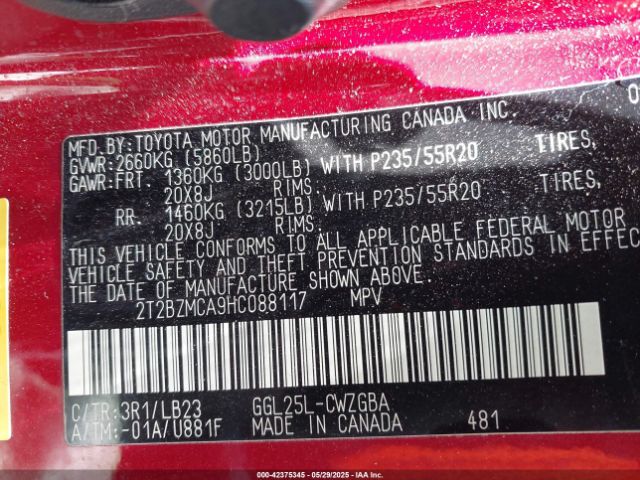 MFD.BY:TOYOTA MOTOR MANUFACTURING CANADA INC.
GVWR:2660KG (5860LB)
GAWR:FRT. 1360KG (3000LB) WITH P235/55R20 TIRES,
20X8J RIMS.
RR. 1460KG (3215LB) WITH P235/55R20 TIRES,
20X8J RIMS.
THIS VEHICLE CONFORMS TO ALL APPLICABLE FEDERAL MOTOR
VEHICLE SAFETY AND THEFT PREVENTION STANDARDS IN EFFEC
THE DATE OF MANUFACTURE SHOWN ABOVE.
2T2BZMCA9HC088117 MPV
C/TR:3R1/LB23 GGL25L-CWZGBA
A/TM:-01A/U881F MADE IN CANADA 481
000-42375345 - 05/29/2025 - IAAI.COM